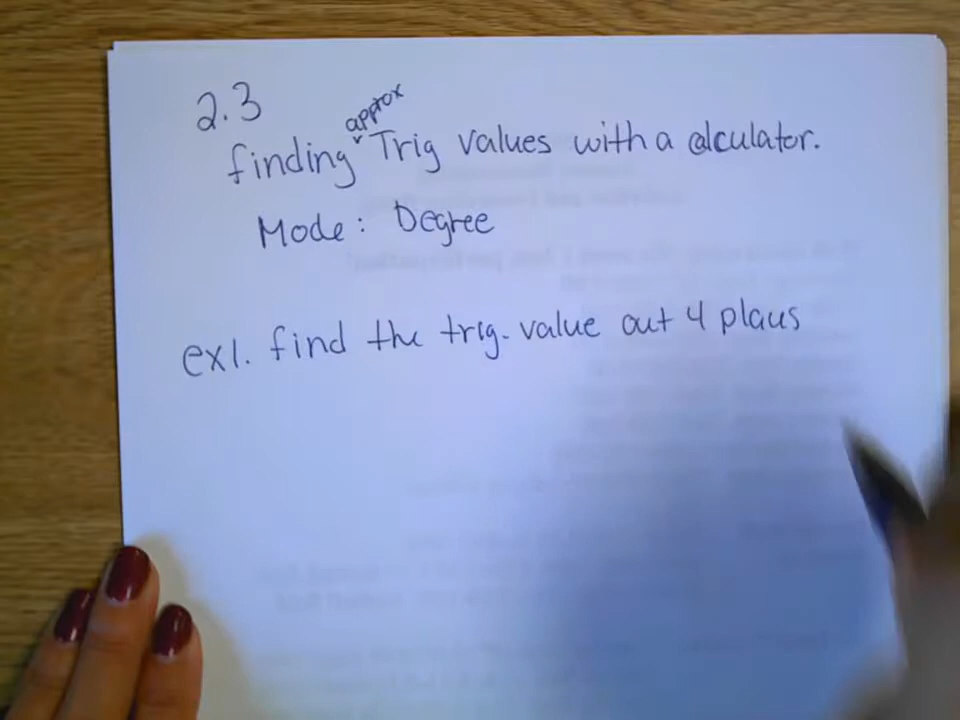 2.3
finding ^approx Trig values with a calculator.
Mode: Degree
ex1. find the trig. value out 4 places